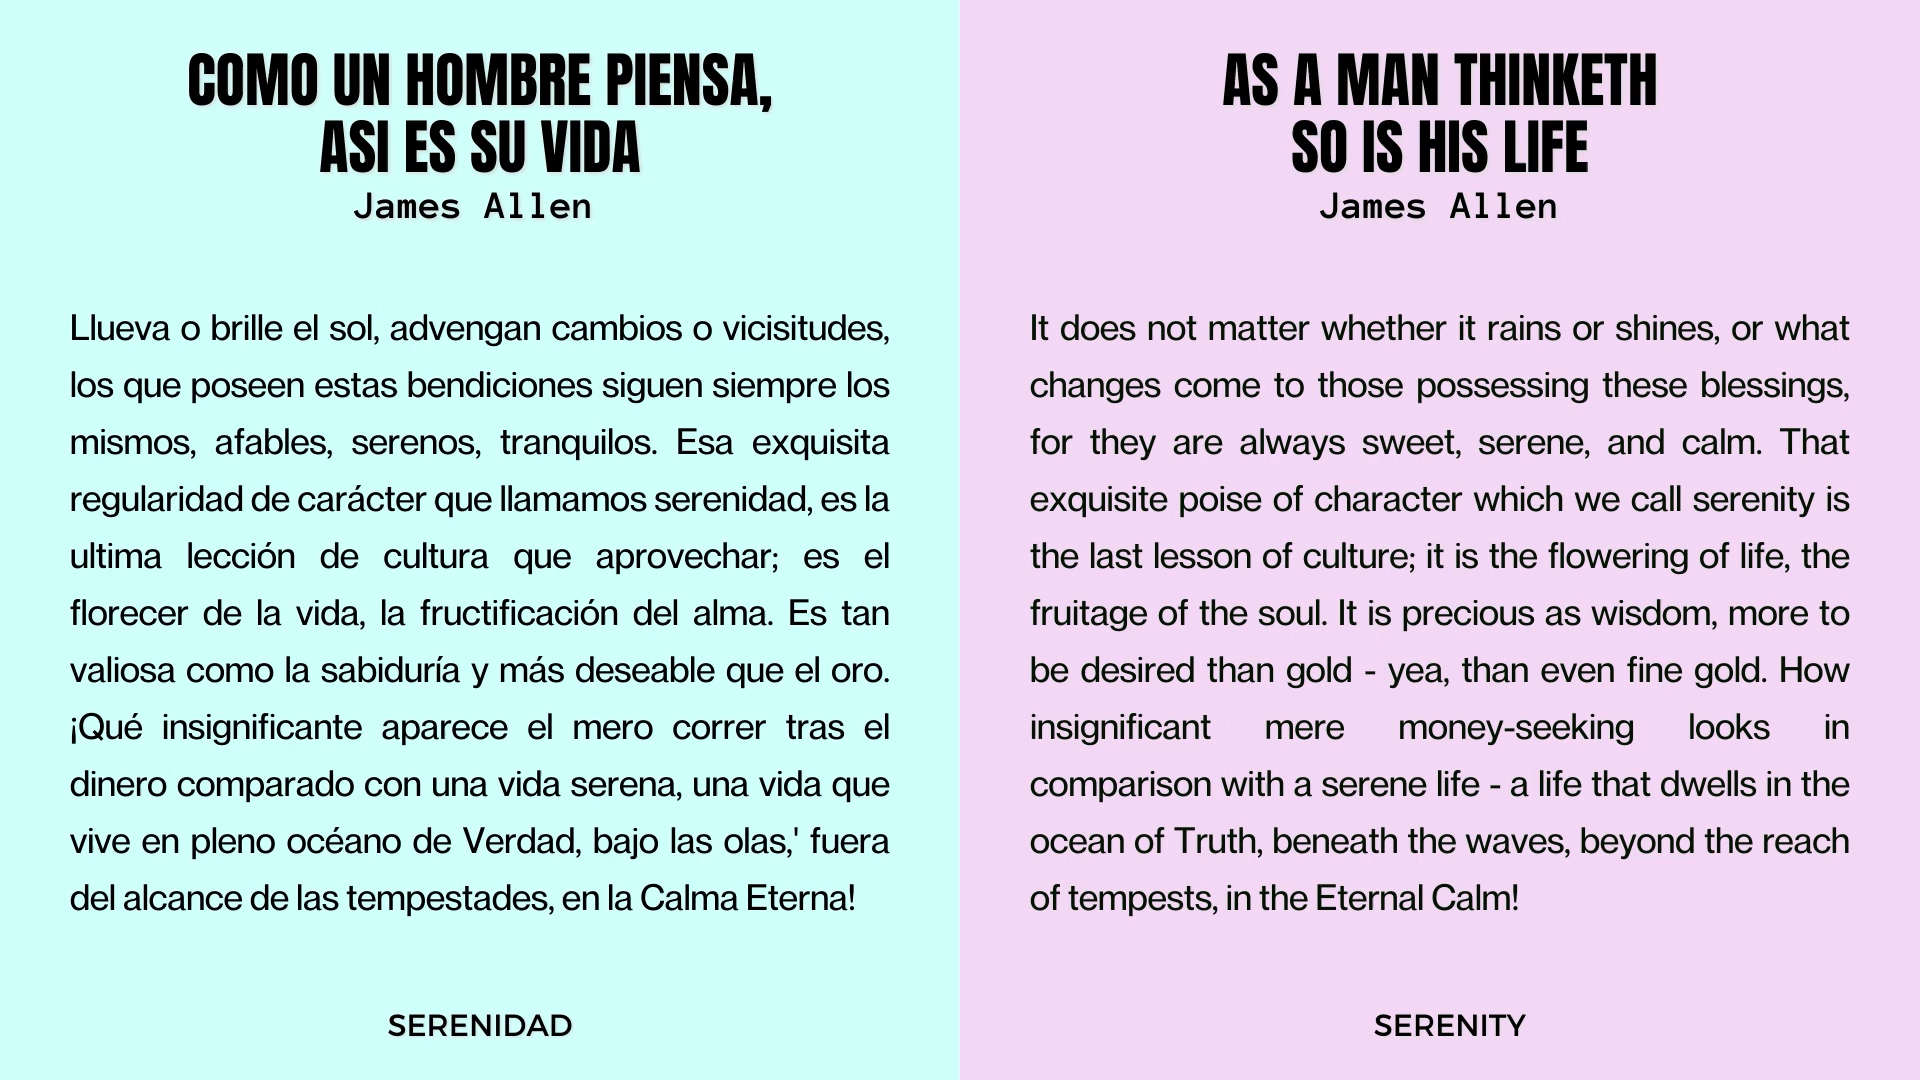 COMO UN HOMBRE PIENSA,
ASI ES SU VIDA
James Allen
Llueva o brille el sol, advengan cambios o vicisitudes,
los que poseen estas bendiciones siguen siempre los
mismos, afables, serenos, tranquilos. Esa exquisita
regularidad de carácter que llamamos serenidad, es la
ultima lección de cultura que aprovechar; es el
florecer de la vida, la fructificación del alma. Es tan
valiosa como la sabiduría y más deseable que el oro.
¡Qué insignificante aparece el mero correr tras el
dinero comparado con una vida serena, una vida que
vive en pleno océano de Verdad, bajo las olas,' fuera
del alcance de las tempestades, en la Calma Eterna!
SERENIDAD
AS A MAN THINKETH
SO IS HIS LIFE
James Allen
It does not matter whether it rains or shines, or what
changes come to those possessing these blessings,
for they are always sweet, serene, and calm. That
exquisite poise of character which we call serenity is
the last lesson of culture; it is the flowering of life, the
fruitage of the soul. It is precious as wisdom, more to
be desired than gold - yea, than even fine gold. How
insignificant mere money-seeking looks in
comparison with a serene life - a life that dwells in the
ocean of Truth, beneath the waves, beyond the reach
of tempests, in the Eternal Calm!
SERENITY